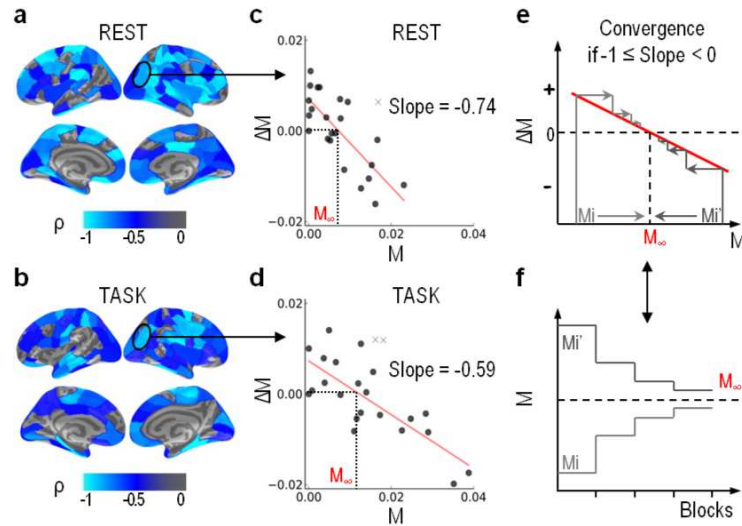 a
REST
ρ
-1 -0.5 0
b
TASK
ρ
-1 -0.5 0
c
REST
0.02
ΔM
0.00
-0.02
Slope = -0.74
M∞
0.00 0.02 0.04
M
d
TASK
0.02
ΔM
0.00
-0.02
Slope = -0.59
M∞
0.00 0.02 0.04
M
e
Convergence
if -1 ≤ Slope < 0
+
ΔM
0
-
Mi Mi'
M∞
M
f
Mi'
M
M∞
Mi
Blocks